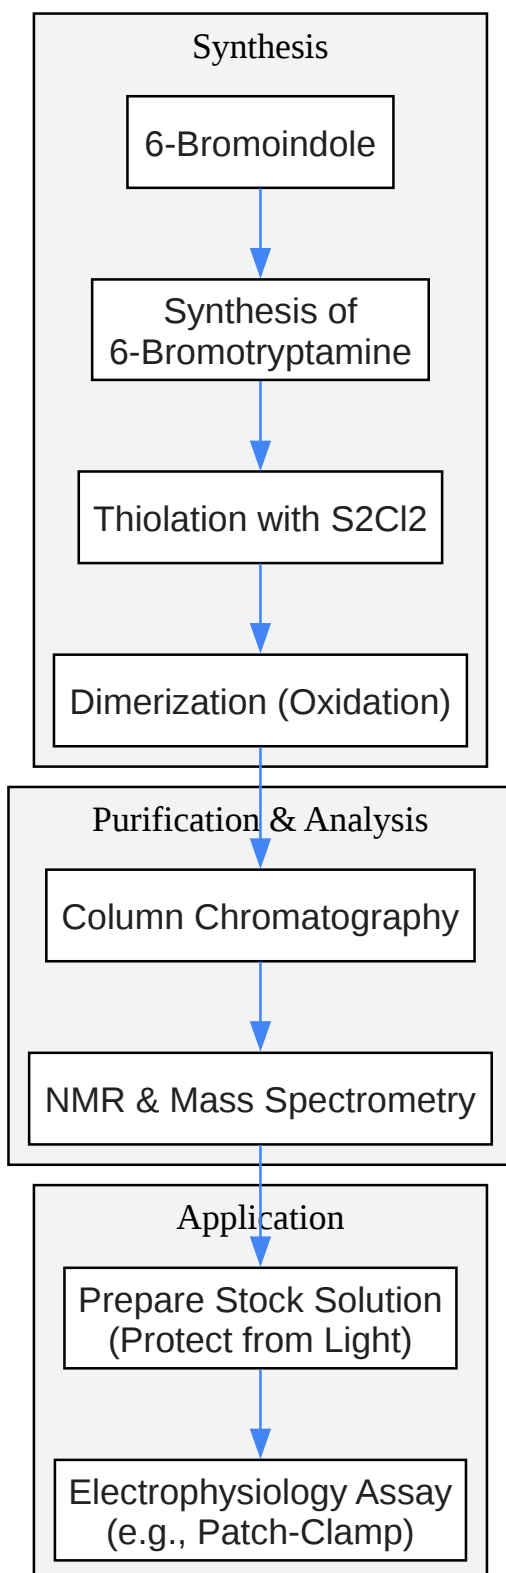 Synthesis
6-Bromoindole
Synthesis of
6-Bromotryptamine
Thiolation with S2Cl2
Dimerization (Oxidation)
Purification & Analysis
Column Chromatography
NMR & Mass Spectrometry
Application
Prepare Stock Solution
(Protect from Light)
Electrophysiology Assay
(e.g., Patch-Clamp)